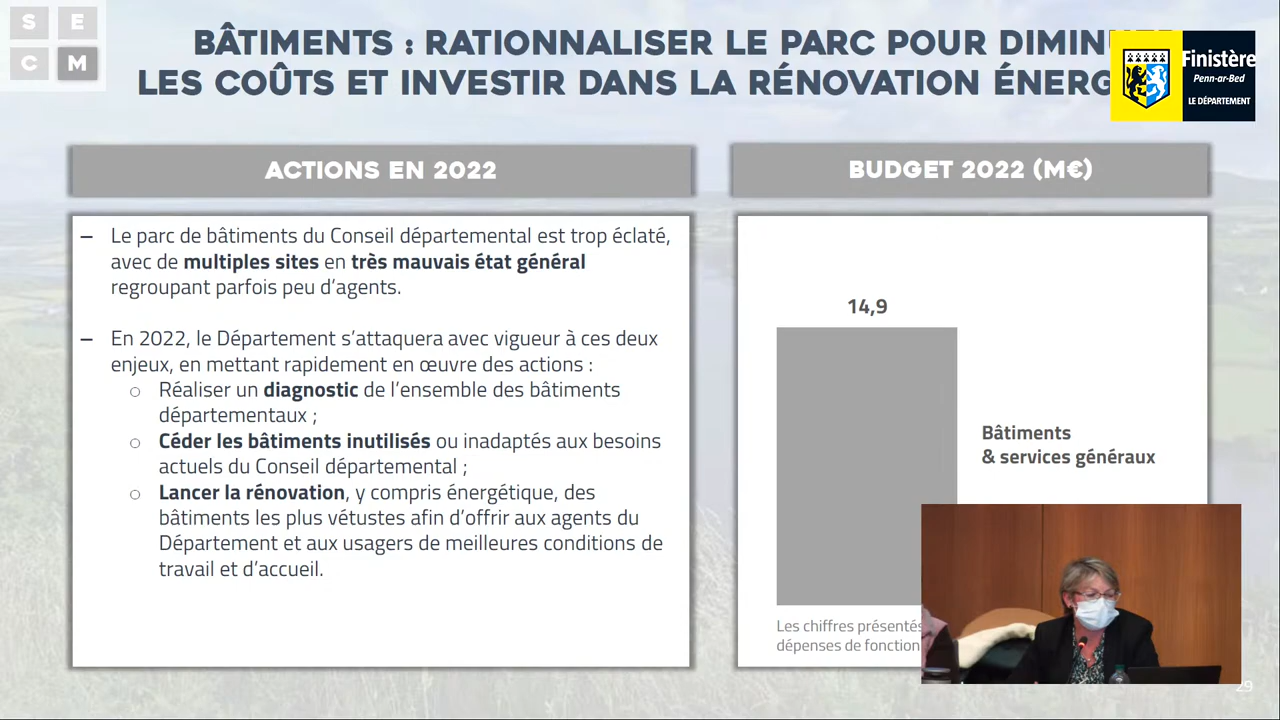 S E
C M
BÂTIMENTS : RATIONNALISER LE PARC POUR
LES COÛTS ET INVESTIR DANS LA RÉNOVATION
Finistère
Penn-ar-Bed
LE DÉPARTEMENT
ACTIONS EN 2022
– Le parc de bâtiments du Conseil départemental est trop éclaté,
avec de multiples sites en très mauvais état général
regroupant parfois peu d'agents.
– En 2022, le Département s'attaquera avec vigueur à ces deux
enjeux, en mettant rapidement en œuvre des actions :
○ Réaliser un diagnostic de l'ensemble des bâtiments
départementaux ;
○ Céder les bâtiments inutilisés ou inadaptés aux besoins
actuels du Conseil départemental ;
○ Lancer la rénovation, y compris énergétique, des
bâtiments les plus vétustes afin d'offrir aux agents du
Département et aux usagers de meilleures conditions de
travail et d'accueil.
BUDGET 2022 (M€)
14,9
Bâtiments
& services généraux
Les chiffres présentés
dépenses de
29